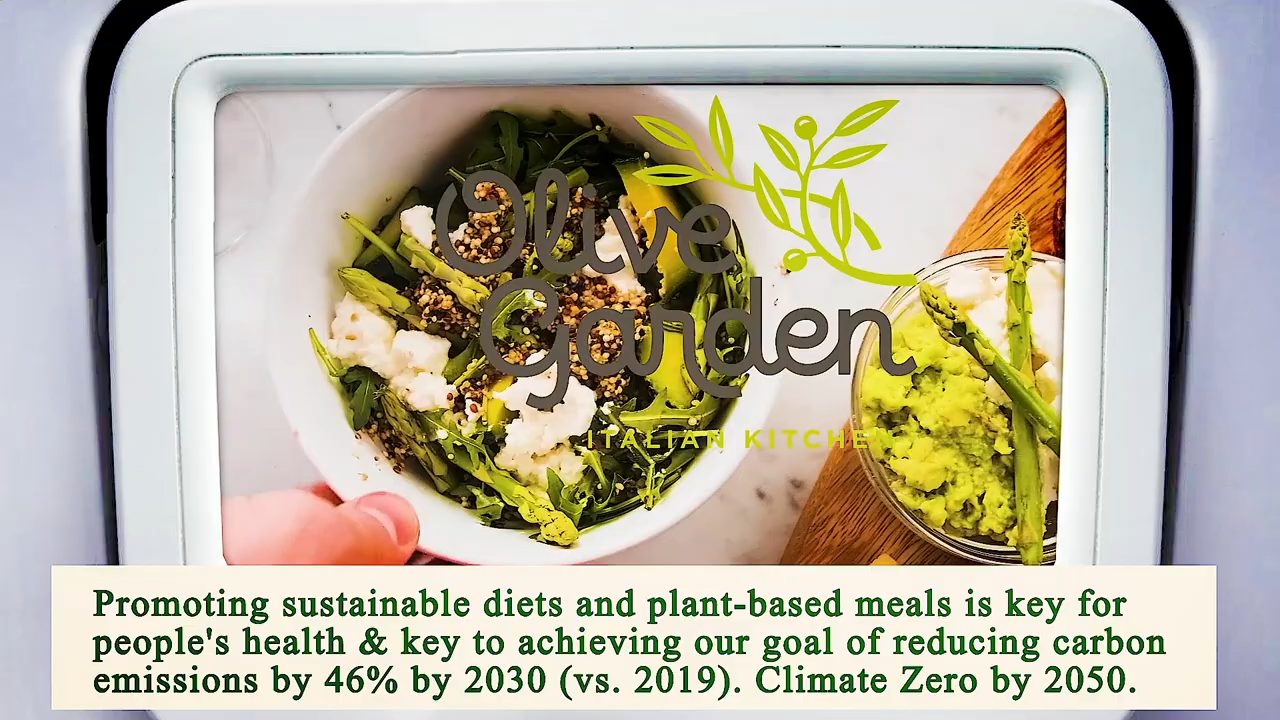 Olive
Garden
ITALIAN KITCHEN
Promoting sustainable diets and plant-based meals is key for
people's health & key to achieving our goal of reducing carbon
emissions by 46% by 2030 (vs. 2019). Climate Zero by 2050.